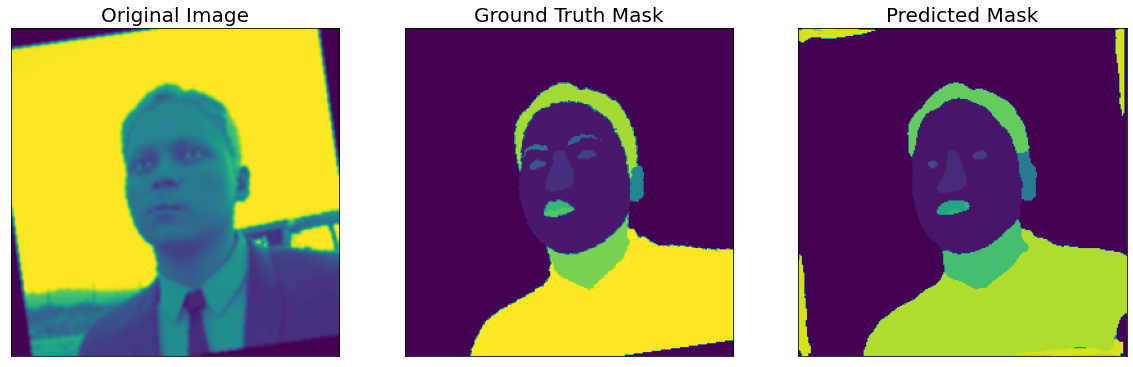 Original Image
Ground Truth Mask
Predicted Mask